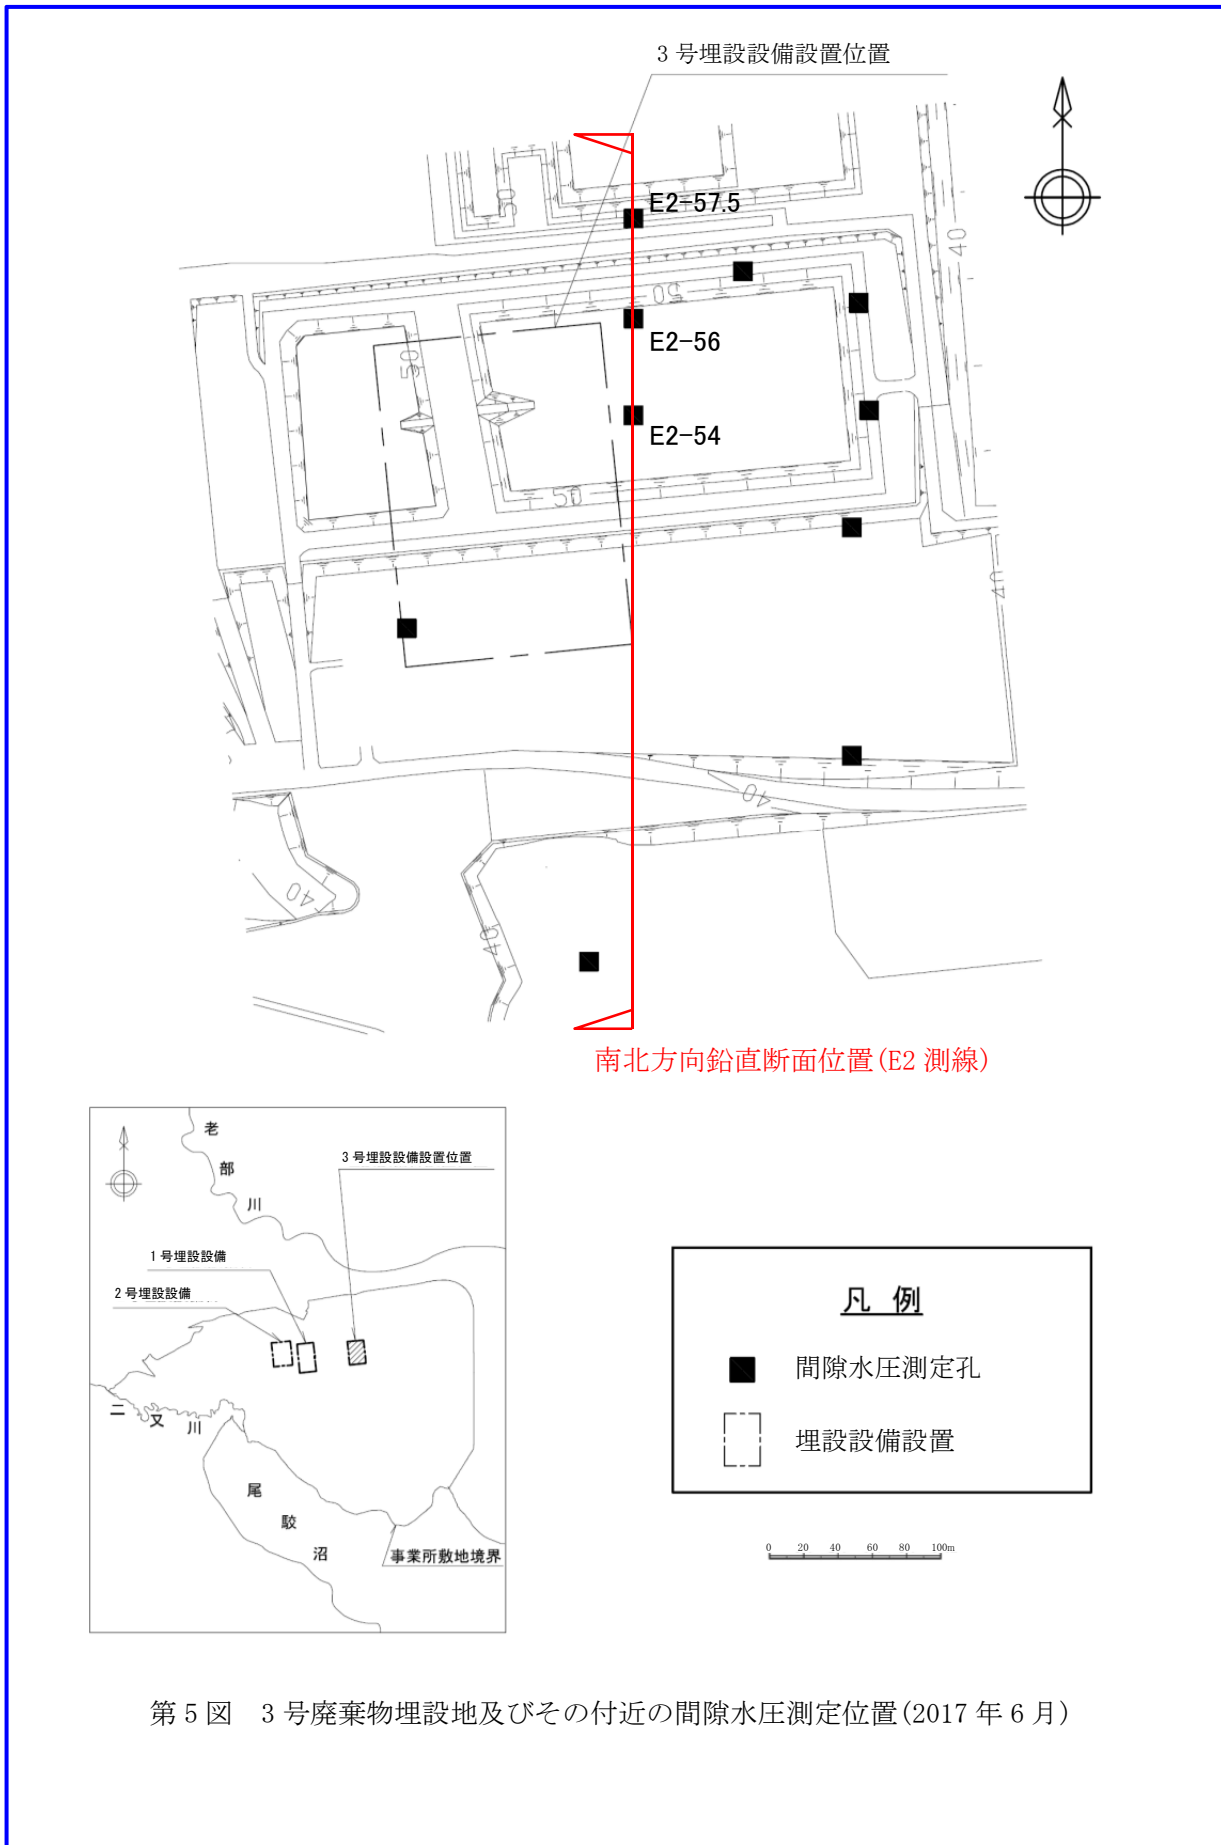 3号埋設設備設置位置
E2-57.5
40
50
50
E2-56
50
E2-54
50
40
40
40
40
南北方向鉛直断面位置(E2 測線)
老部川
3号埋設設備設置位置
1号埋設設備
2号埋設設備
二又川
尾駮沼
事業所敷地境界
凡 例
間隙水圧測定孔
埋設設備設置
0 20 40 60 80 100m
第5図 3号廃棄物埋設地及びその付近の間隙水圧測定位置(2017年6月)